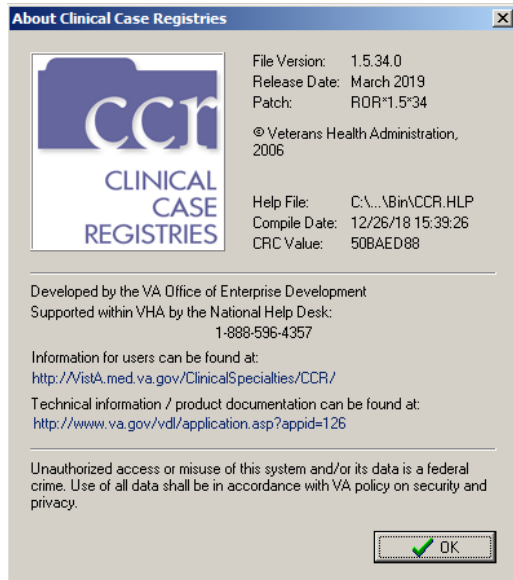 About Clinical Case Registries
ccr
CLINICAL
CASE
REGISTRIES
File Version: 1.5.34.0
Release Date: March 2019
Patch: ROR*1.5*34
© Veterans Health Administration,
2006
Help File: C:\...\Bin\CCR.HLP
Compile Date: 12/26/18 15:39:26
CRC Value: 50BAED88
Developed by the VA Office of Enterprise Development
Supported within VHA by the National Help Desk:
1-888-596-4357
Information for users can be found at:
http://VistA.med.va.gov/ClinicalSpecialties/CCR/
Technical information / product documentation can be found at:
http://www.va.gov/vdl/application.asp?appid=126
Unauthorized access or misuse of this system and/or its data is a federal
crime. Use of all data shall be in accordance with VA policy on security and
privacy.
OK